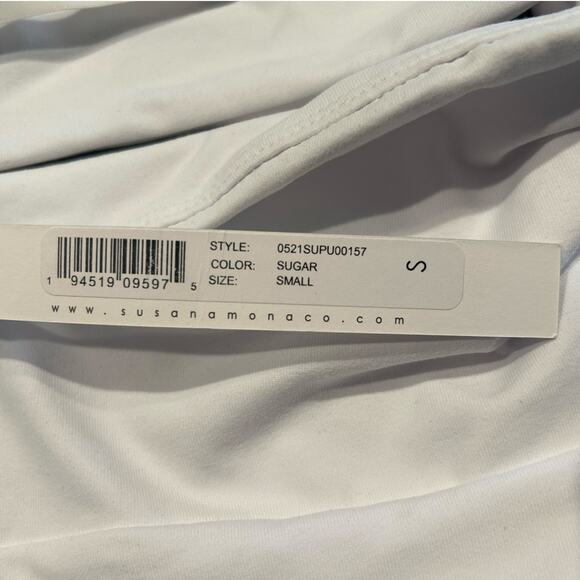 STYLE: 0521SUPU00157
COLOR: SUGAR
SIZE: SMALL
S
1 94519 09597 5
www.susanamonaco.com